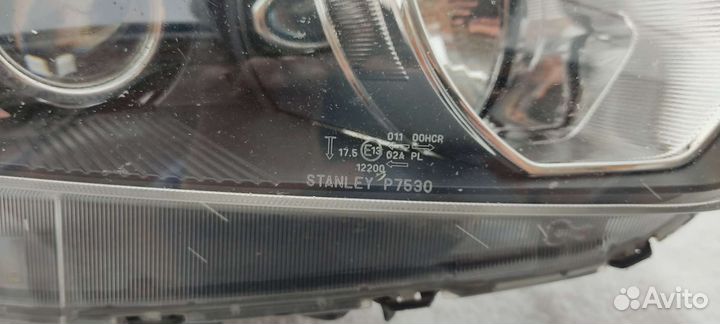 011 00HCR
17.5 E13 02A PL
12200
STANLEY P7530
Avito